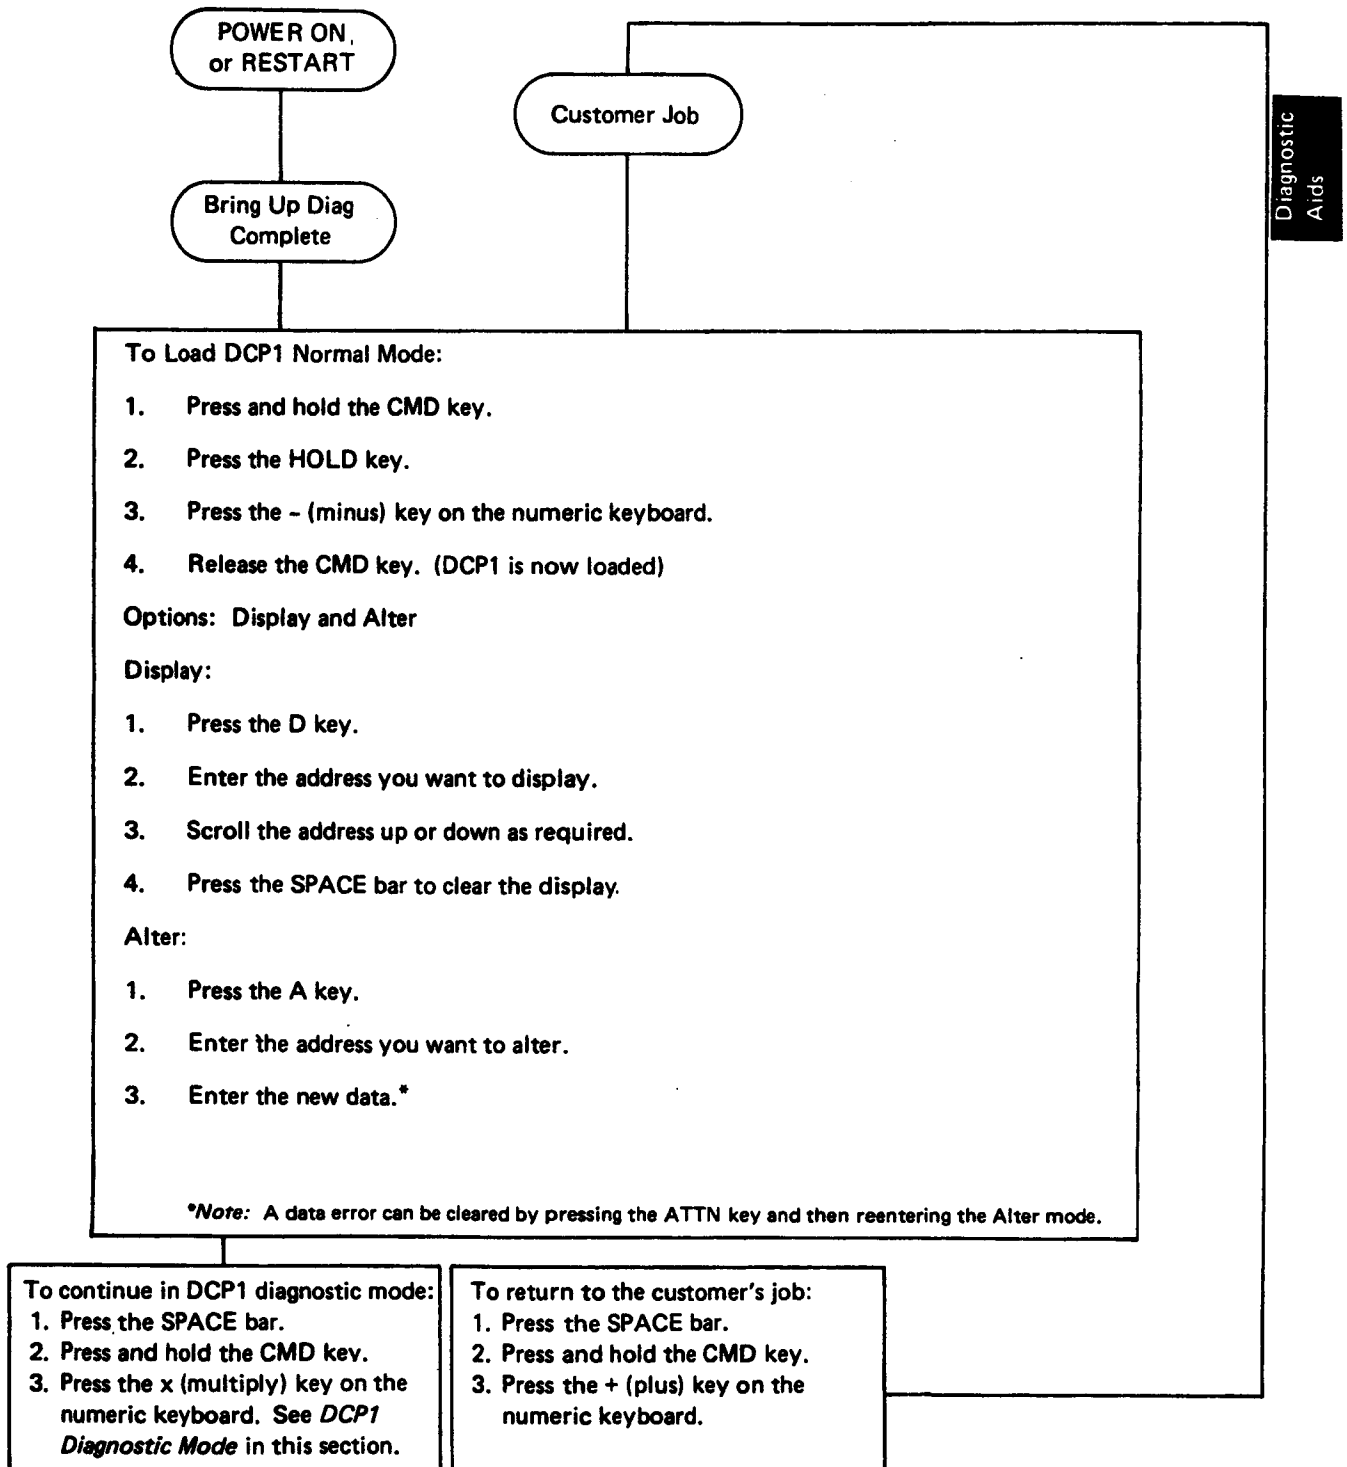 POWER ON,
or RESTART
Customer Job
Diagnostic
Aids
Bring Up Diag
Complete
To Load DCP1 Normal Mode:
1. Press and hold the CMD key.
2. Press the HOLD key.
3. Press the – (minus) key on the numeric keyboard.
4. Release the CMD key. (DCP1 is now loaded)
Options: Display and Alter
Display:
1. Press the D key.
2. Enter the address you want to display.
3. Scroll the address up or down as required.
4. Press the SPACE bar to clear the display.
Alter:
1. Press the A key.
2. Enter the address you want to alter.
3. Enter the new data.*
*Note: A data error can be cleared by pressing the ATTN key and then reentering the Alter mode.
To continue in DCP1 diagnostic mode:
1. Press the SPACE bar.
2. Press and hold the CMD key.
3. Press the x (multiply) key on the
numeric keyboard. See DCP1
Diagnostic Mode in this section.
To return to the customer's job:
1. Press the SPACE bar.
2. Press and hold the CMD key.
3. Press the + (plus) key on the
numeric keyboard.